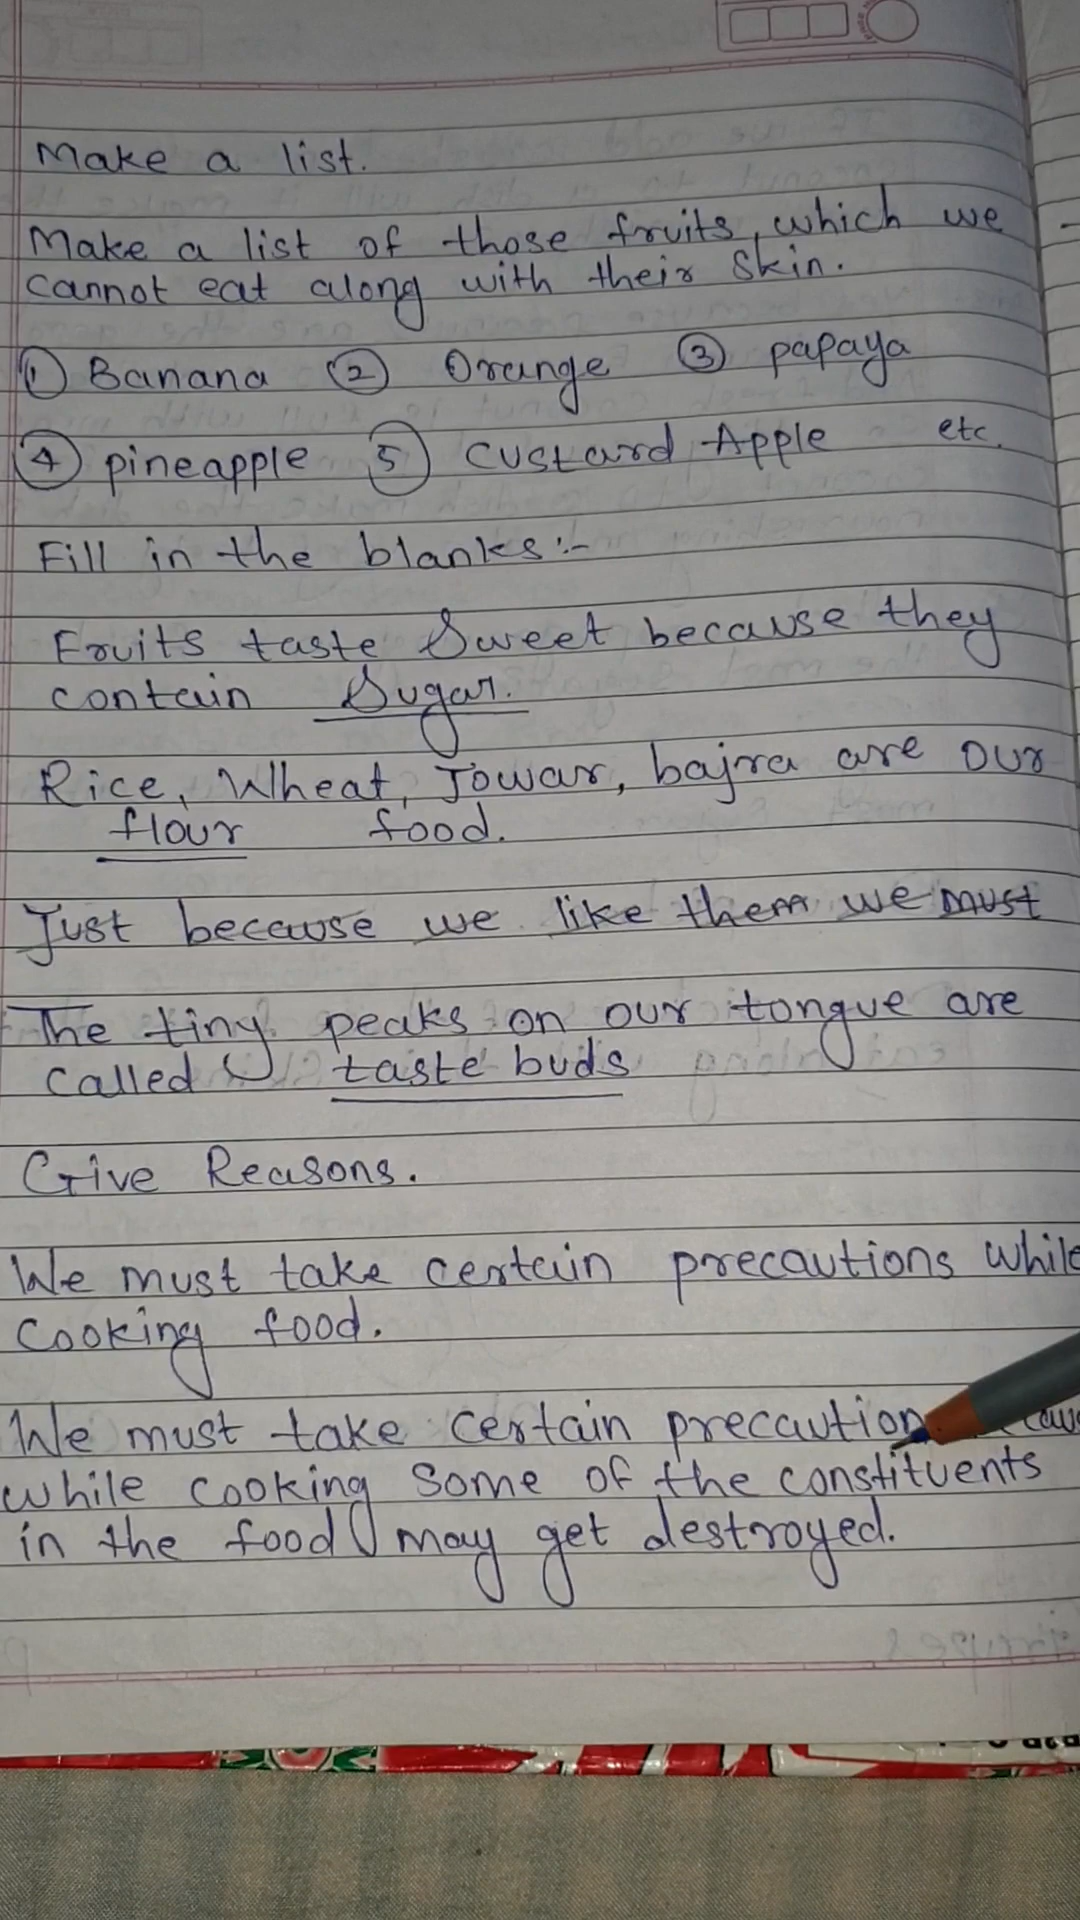 Make a list.
Make a list of those fruits, which we
cannot eat along with their skin.
① Banana ② Orange ③ papaya
④ pineapple ⑤ Custard Apple etc.
Fill in the blanks:-
Fruits taste Sweet because they
contain Sugar.
Rice, Wheat, Jowar, bajra are our
flour food.
Just because we like them we must
The tiny peaks on our tongue are
called taste buds
Give Reasons.
We must take certain precautions while
Cooking food.
We must take certain precaution
while cooking some of the constituents
in the food may get destroyed.